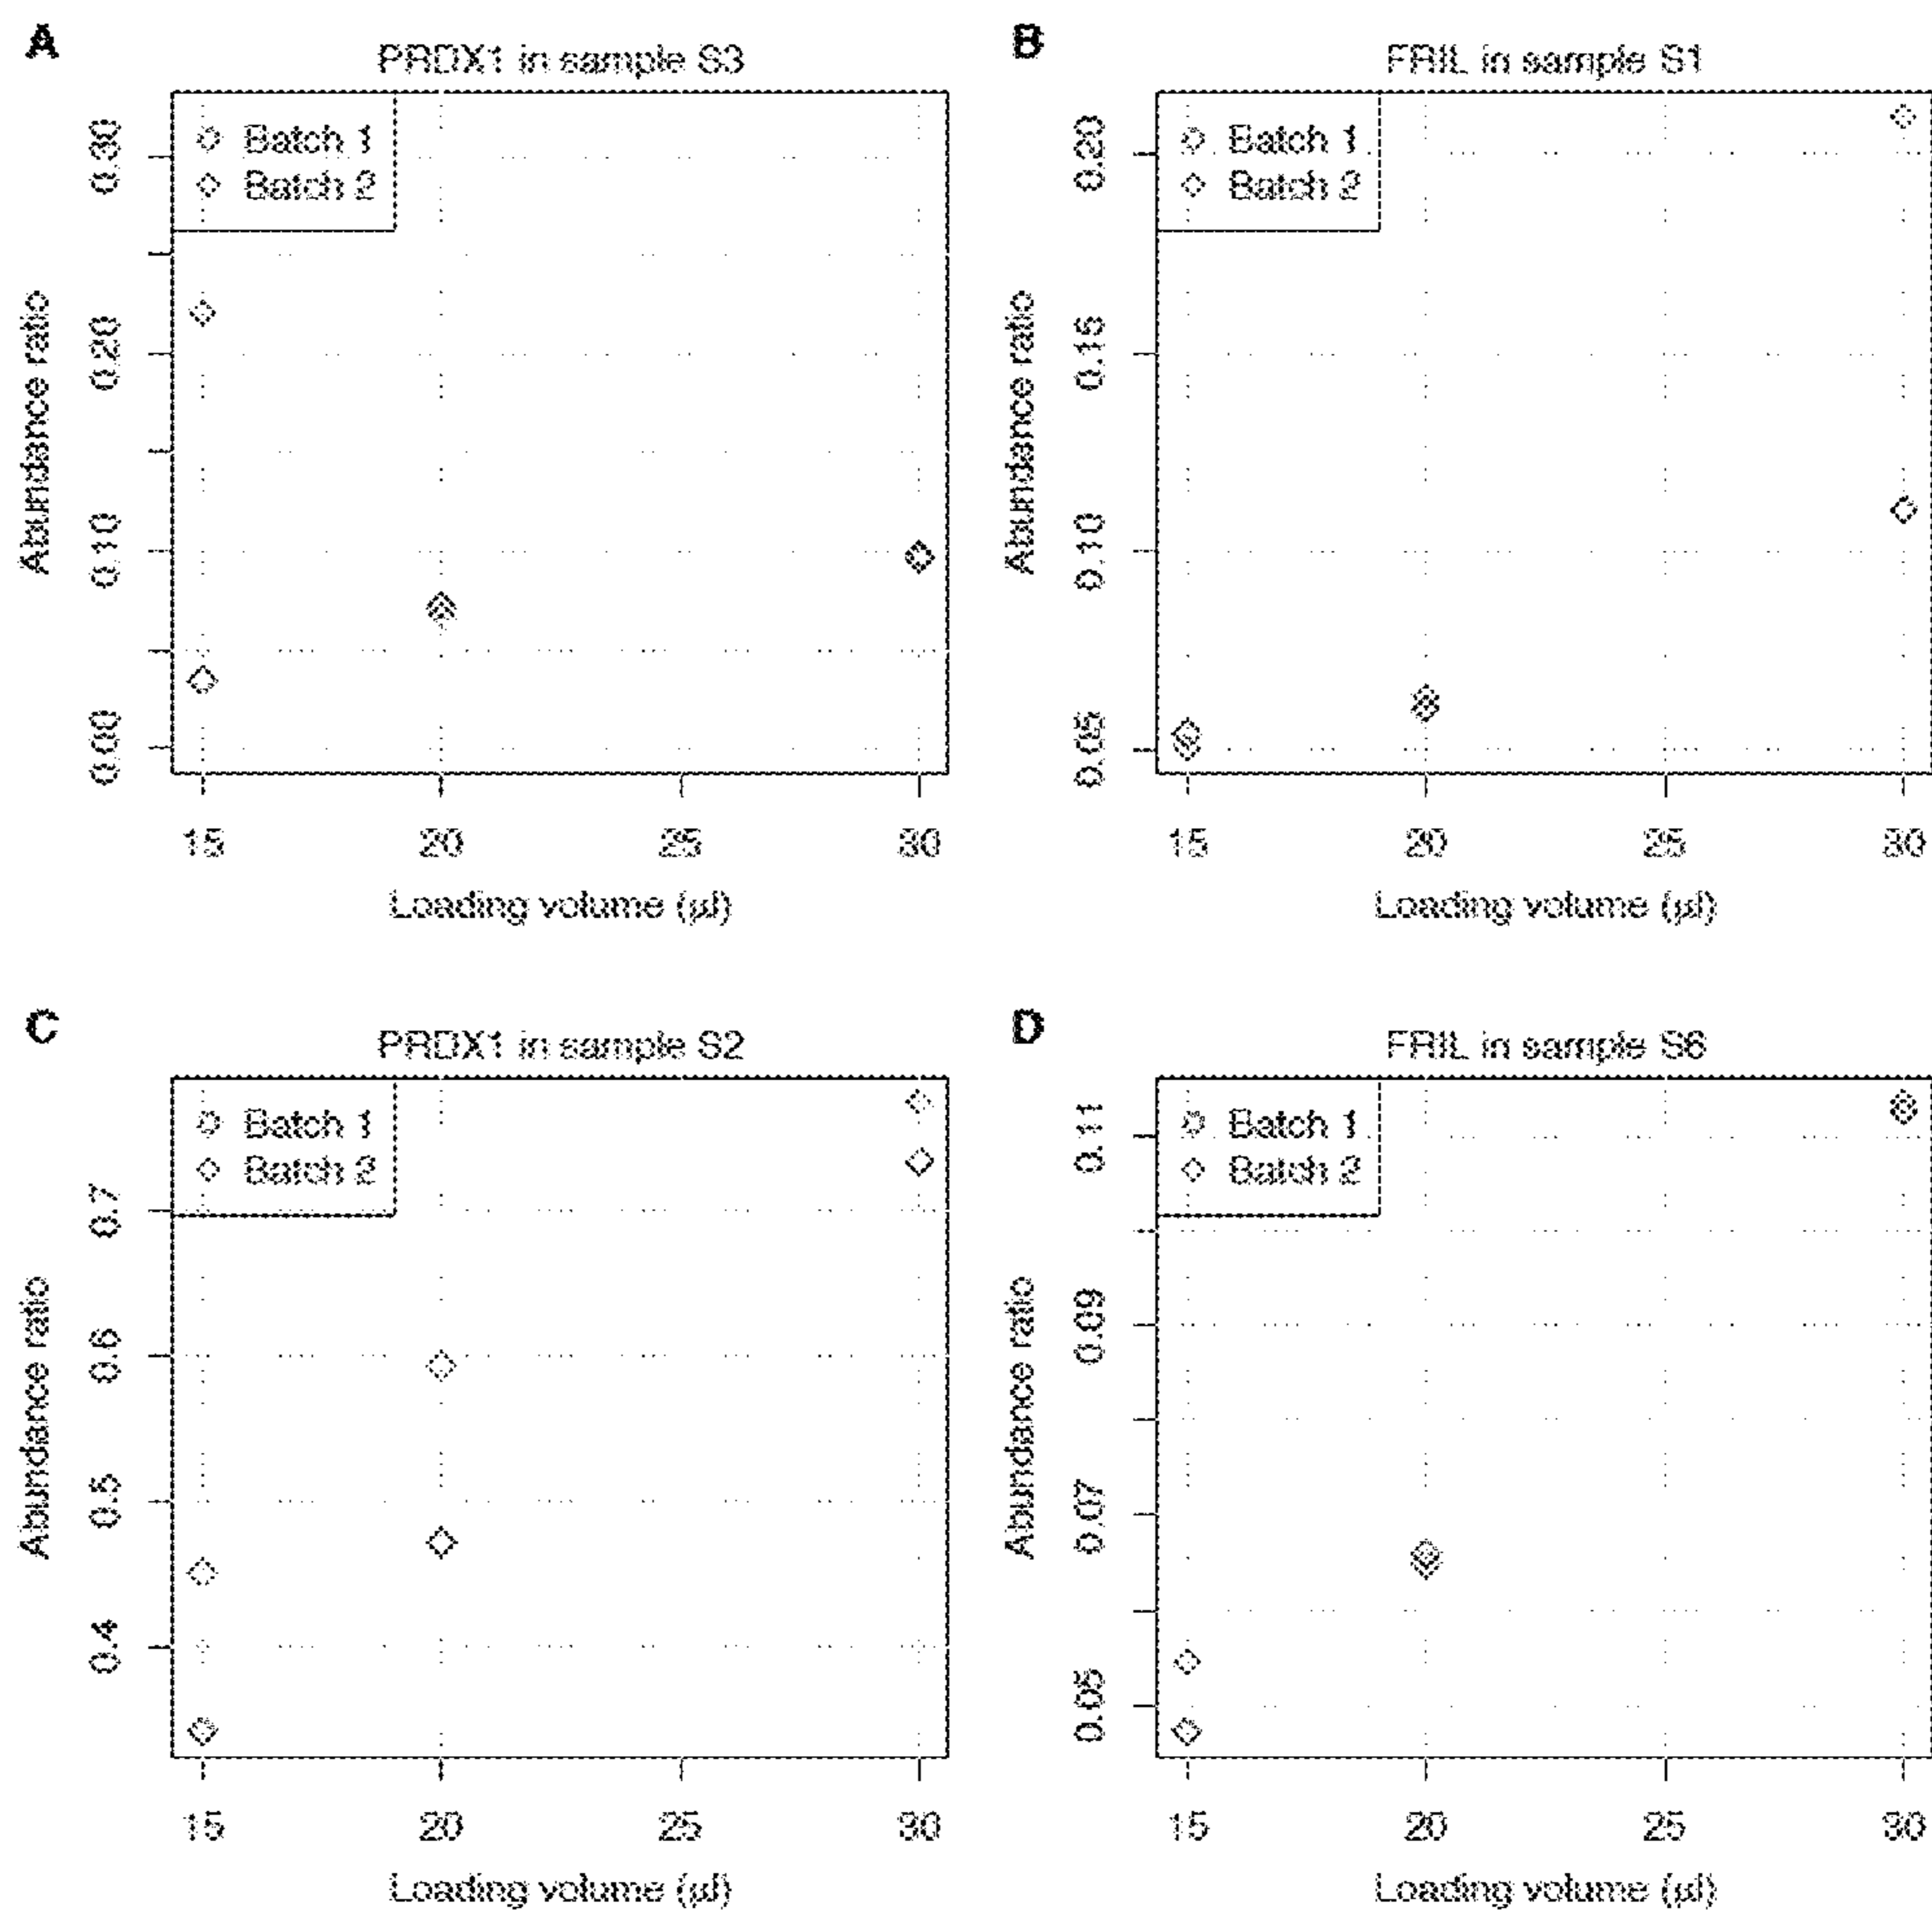 A
PRDX1 in sample S3
Batch 1
Batch 2
Abundance ratio
0.30
0.20
0.10
0.00
15 20 25 30
Loading volume (µl)
B
FRIL in sample S1
Batch 1
Batch 2
Abundance ratio
0.20
0.15
0.10
0.05
15 20 25 30
Loading volume (µl)
C
PRDX1 in sample S2
Batch 1
Batch 2
Abundance ratio
0.7
0.6
0.5
0.4
15 20 25 30
Loading volume (µl)
D
FRIL in sample S6
Batch 1
Batch 2
Abundance ratio
0.11
0.09
0.07
0.05
15 20 25 30
Loading volume (µl)